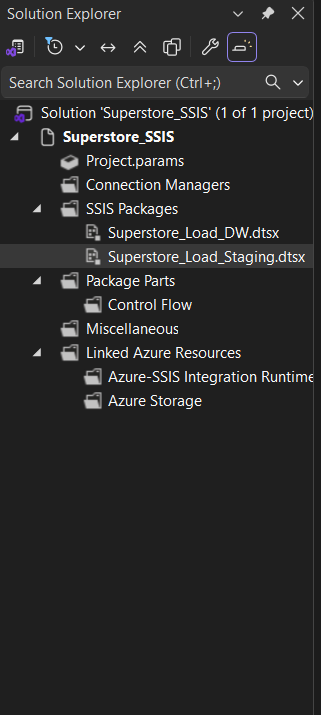 Solution Explorer
Search Solution Explorer (Ctrl+;)
Solution 'Superstore_SSIS' (1 of 1 project)
Superstore_SSIS
Project.params
Connection Managers
SSIS Packages
Superstore_Load_DW.dtsx
Superstore_Load_Staging.dtsx
Package Parts
Control Flow
Miscellaneous
Linked Azure Resources
Azure-SSIS Integration Runtime
Azure Storage